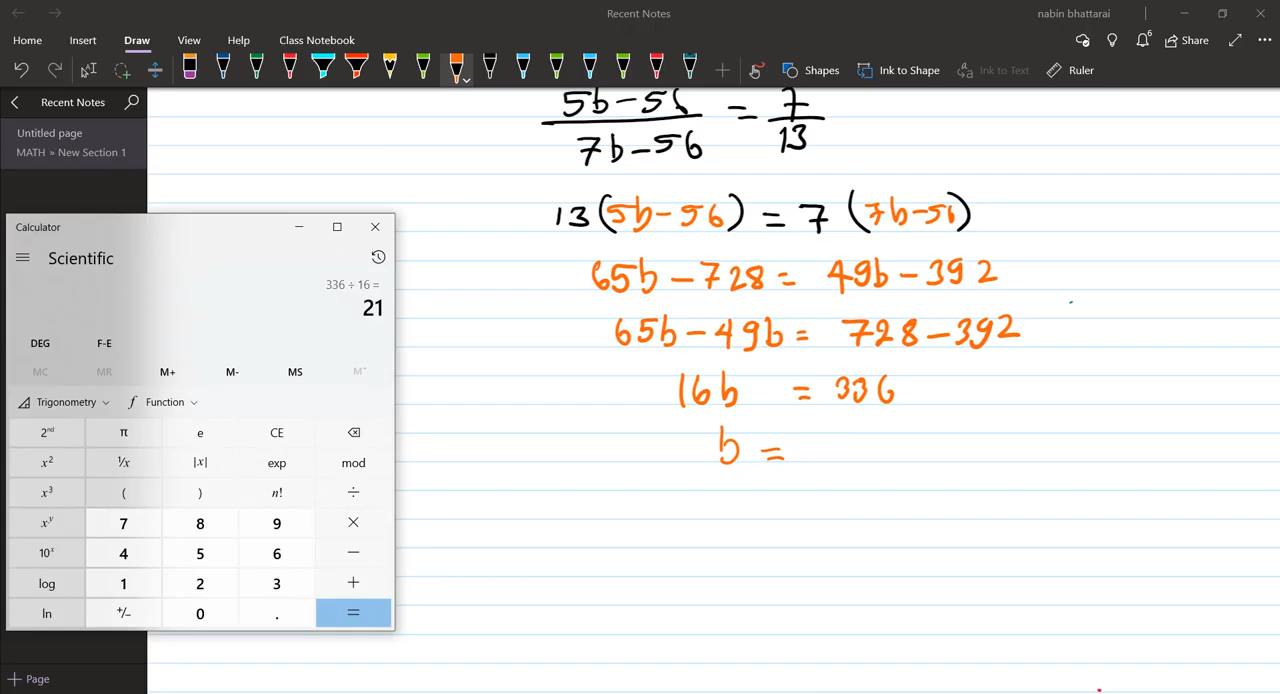 Recent Notes
nabin bhattarai
Home Insert Draw View Help Class Notebook
6 Share
Shapes Ink to Shape Ink to Text Ruler
Recent Notes
Untitled page
MATH » New Section 1
5b-56 / 7b-56 = 7/13
13(5b-56) = 7(7b-56)
65b-728 = 49b-392
65b-49b = 728-392
16b = 336
b =
Calculator
Scientific
336 ÷ 16 =
21
DEG F-E
MC MR M+ M- MS M˅
Trigonometry f Function
2ⁿᵈ π e CE
x² ¹/x |x| exp mod
x³ ( ) n! ÷
xʸ 7 8 9 ×
10ˣ 4 5 6 −
log 1 2 3 +
ln +/− 0 . =
+ Page